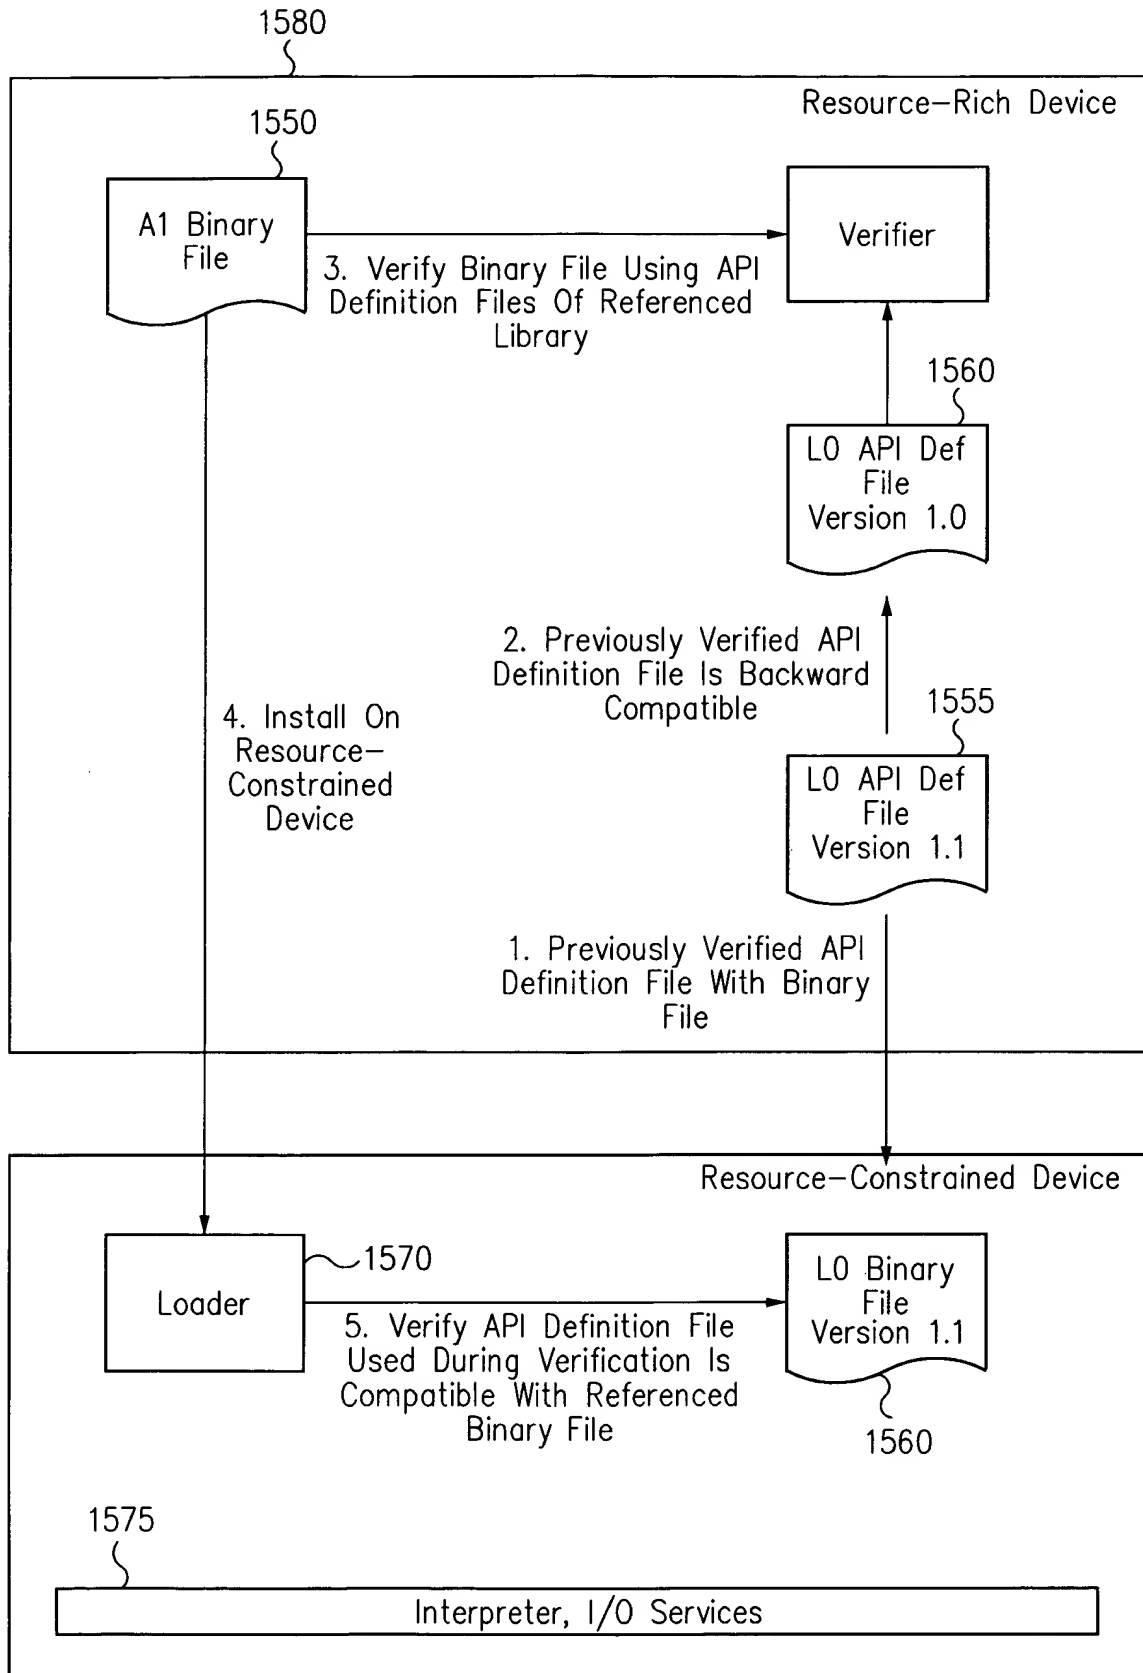 1580
Resource-Rich Device
1550
A1 Binary
File
Verifier
3. Verify Binary File Using API
Definition Files Of Referenced
Library
1560
L0 API Def
File
Version 1.0
2. Previously Verified API
Definition File Is Backward
Compatible
4. Install On
Resource-
Constrained
Device
1555
L0 API Def
File
Version 1.1
1. Previously Verified API
Definition File With Binary
File
Resource-Constrained Device
Loader
1570
L0 Binary
File
Version 1.1
5. Verify API Definition File
Used During Verification Is
Compatible With Referenced
Binary File
1560
1575
Interpreter, I/O Services